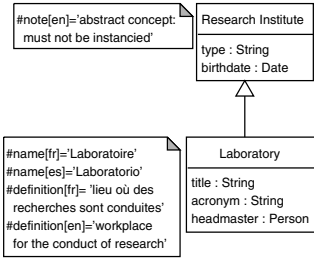 #note[en]='abstract concept:
must not be instancied'
Research Institute
type : String
birthdate : Date
#name[fr]='Laboratoire'
#name[es]='Laboratorio'
#definition[fr]= 'lieu où des
recherches sont conduites'
#definition[en]='workplace
for the conduct of research'
Laboratory
title : String
acronym : String
headmaster : Person